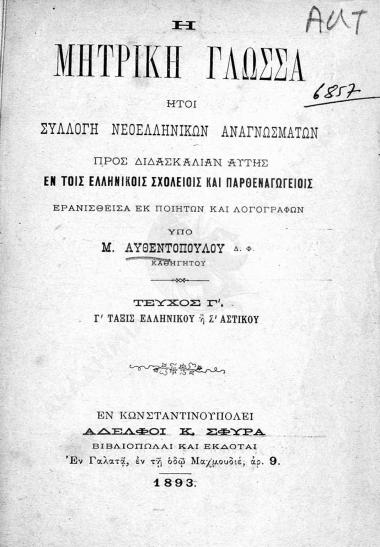 AUT
6857
Η
ΜΗΤΡΙΚΗ ΓΛΩΣΣΑ
ΗΤΟΙ
ΣΥΛΛΟΓΗ ΝΕΟΕΛΛΗΝΙΚΩΝ ΑΝΑΓΝΩΣΜΑΤΩΝ
ΠΡΟΣ ΔΙΔΑΣΚΑΛΙΑΝ ΑΥΤΗΣ
ΕΝ ΤΟΙΣ ΕΛΛΗΝΙΚΟΙΣ ΣΧΟΛΕΙΟΙΣ ΚΑΙ ΠΑΡΘΕΝΑΓΩΓΕΙΟΙΣ
ΕΡΑΝΙΣΘΕΙΣΑ ΕΚ ΠΟΙΗΤΩΝ ΚΑΙ ΛΟΓΟΓΡΑΦΩΝ
ΥΠΟ
Μ. ΑΥΘΕΝΤΟΠΟΥΛΟΥ Δ. Φ.
ΚΑΘΗΓΗΤΟΥ
ΤΕΥΧΟΣ Γ′.
Γ′ ΤΑΞΙΣ ΕΛΛΗΝΙΚΟΥ ἢ Ζ′ ΑΣΤΙΚΟΥ
ΕΝ ΚΩΝΣΤΑΝΤΙΝΟΥΠΟΛΕΙ
ΑΔΕΛΦΟΙ Κ. ΣΦΥΡΑ
ΒΙΒΛΙΟΠΩΛΑΙ ΚΑΙ ΕΚΔΟΤΑΙ
Ἐν Γαλατᾷ, ἐν τῇ ὁδῷ Μαχμουδιέ, ἀρ. 9.
1893.